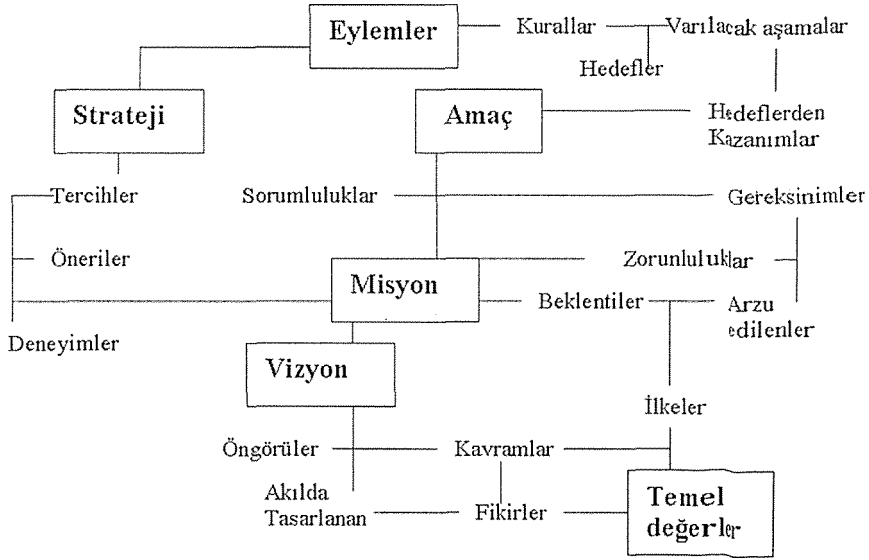 Eylemler
Kurallar
Varılacak aşamalar
Hedefler
Strateji
Amaç
Hedeflerden
Kazanımlar
Tercihler
Sorumluluklar
Gereksinimler
Öneriler
Zorunluluklar
Misyon
Beklentiler
Arzu
edilenler
Deneyimler
Vizyon
İlkeler
Öngörüler
Kavramlar
Akılda
Tasarlanan
Fikirler
Temel
değerler